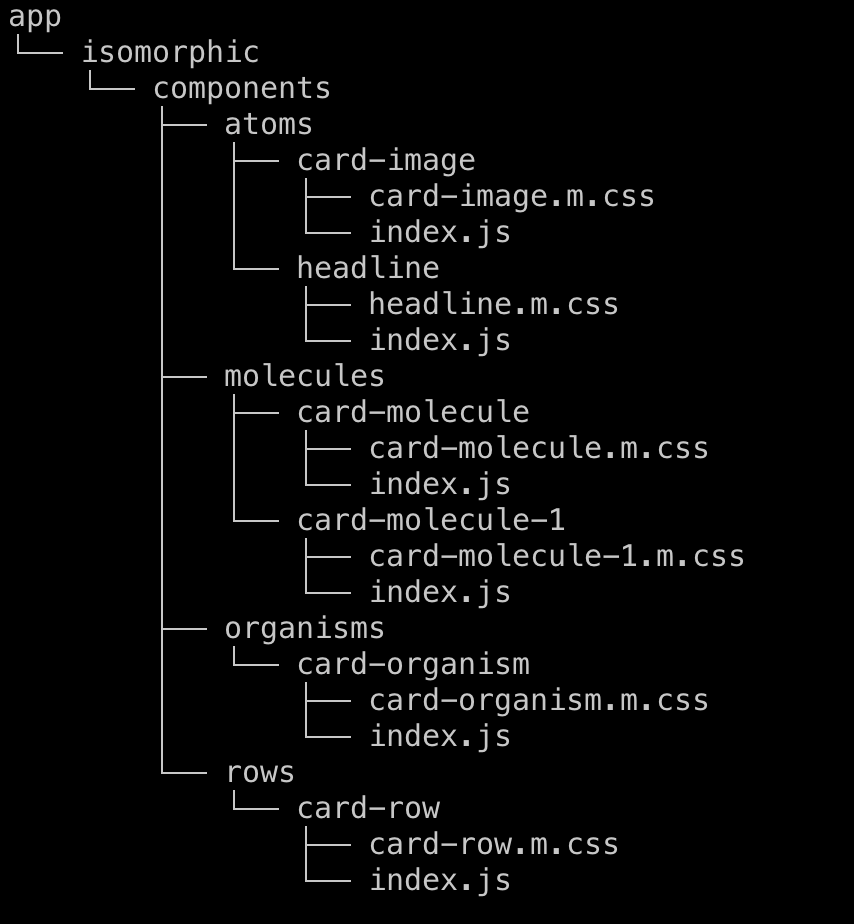 app
└── isomorphic
    └── components
        ├── atoms
        │   ├── card-image
        │   │   ├── card-image.m.css
        │   │   └── index.js
        │   └── headline
        │       ├── headline.m.css
        │       └── index.js
        ├── molecules
        │   ├── card-molecule
        │   │   ├── card-molecule.m.css
        │   │   └── index.js
        │   └── card-molecule-1
        │       ├── card-molecule-1.m.css
        │       └── index.js
        ├── organisms
        │   └── card-organism
        │       ├── card-organism.m.css
        │       └── index.js
        └── rows
            └── card-row
                ├── card-row.m.css
                └── index.js